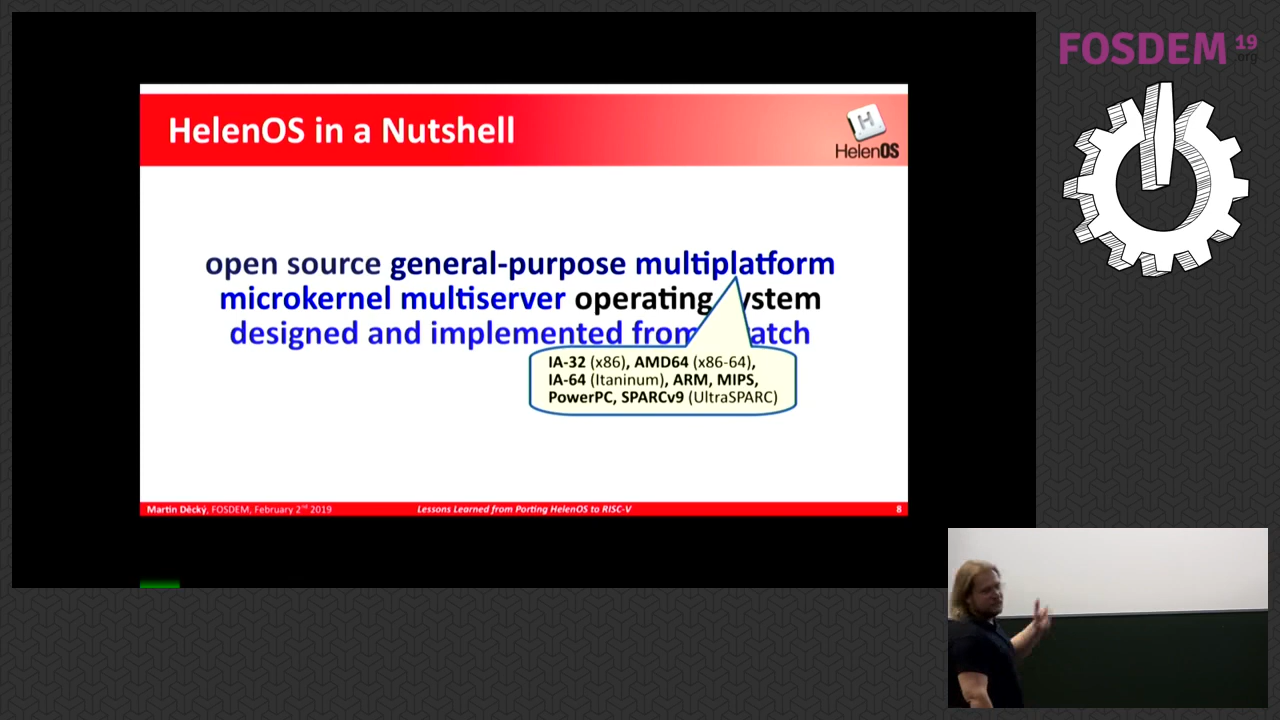 FOSDEM 19
.org
HelenOS in a Nutshell
H
HelenOS
open source general-purpose multiplatform
microkernel multiserver operating ystem
designed and implemented from atch
IA-32 (x86), AMD64 (x86-64),
IA-64 (Itaninum), ARM, MIPS,
PowerPC, SPARCv9 (UltraSPARC)
Martin Děcký, FOSDEM, February 2nd 2019
Lessons Learned from Porting HelenOS to RISC-V
8